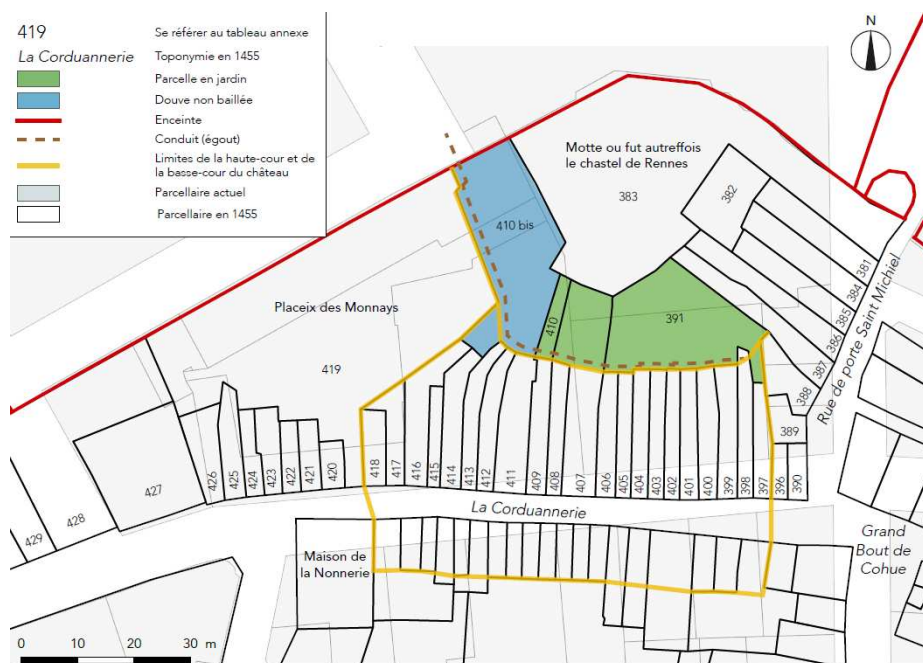 419 Se référer au tableau annexe
La Corduannerie Toponymie en 1455
Parcelle en jardin
Douve non baillée
Enceinte
Conduit (égout)
Limites de la haute-cour et de
la basse-cour du château
Parcellaire actuel
Parcellaire en 1455
N
Motte ou fut autreffois
le chastel de Rennes
383
382
410 bis
381
384
385
386
387
388
Rue de porte Saint Michiel
410
391
Placeix des Monnays
419
389
429
428
427
426
425
424
423
422
421
420
418
417
416
415
414
413
412
411
409
408
407
406
405
404
403
402
401
400
399
398
397
396
390
La Corduannerie
Maison de
la Nonnerie
Grand
Bout de
Cohue
0 10 20 30 m